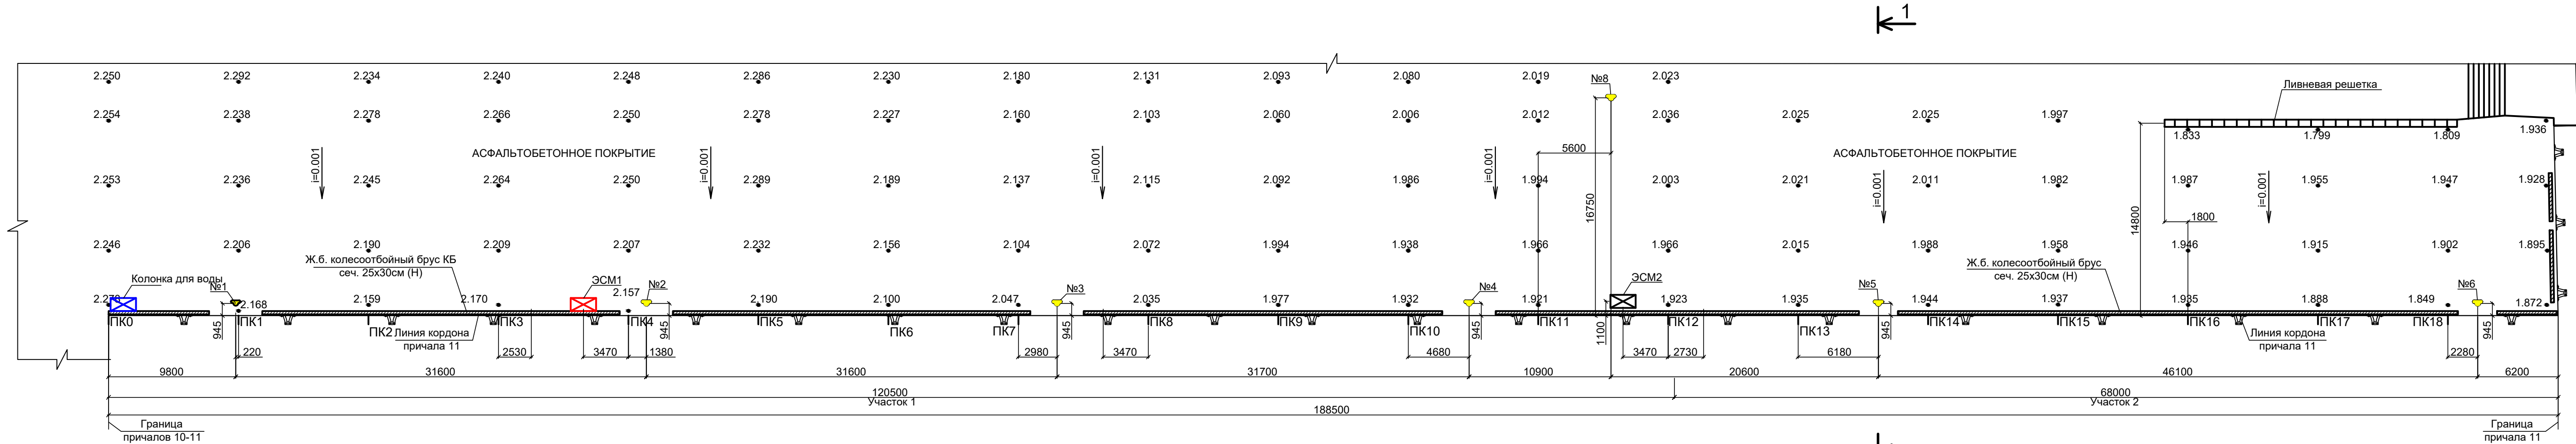 1
2.250 2.292 2.234 2.240 2.248 2.286 2.230 2.180 2.131 2.093 2.080 2.019 №8 2.023
Ливневая решетка
2.254 2.238 2.278 2.266 2.250 2.278 2.227 2.160 2.103 2.060 2.006 2.012 2.036 2.025 2.025 1.997
1.833 1.799 1.809 1.936
АСФАЛЬТОБЕТОННОЕ ПОКРЫТИЕ 5600 АСФАЛЬТОБЕТОННОЕ ПОКРЫТИЕ
i=0.001 i=0.001 i=0.001 i=0.001 i=0.001 i=0.001
2.253 2.236 2.245 2.264 2.250 2.289 2.189 2.137 2.115 2.092 1.986 1.994 2.003 2.021 2.011 1.982 1.987 1.955 1.947 1.928
16750 14800 1800
2.246 2.206 2.190 2.209 2.207 2.232 2.156 2.104 2.072 1.994 1.938 1.966 1.966 2.015 1.988 1.958 1.946 1.915 1.902 1.895
Ж.б. колесоотбойный брус КБ
сеч. 25х30см (Н)
Ж.б. колесоотбойный брус
сеч. 25х30см (Н)
Колонка для воды
№1 ЭСМ1 №2 №3 №4 ЭСМ2 №5 №6
2.168 2.159 2.170 2.157 2.190 2.100 2.047 2.035 1.977 1.932 1.921 1.923 1.935 1.944 1.937 1.935 1.888 1.849 1.872
ПК0 ПК1 ПК2 ПК3 ПК4 ПК5 ПК6 ПК7 ПК8 ПК9 ПК10 ПК11 ПК12 ПК13 ПК14 ПК15 ПК16 ПК17 ПК18
945 945 945 945 1100 945 945
Линия кордона
причала 11
Линия кордона
причала 11
220 2530 3470 1380 2980 3470 4680 3470 2730 6180 2280
9800 31600 31600 31700 10900 20600 46100 6200
120500 68000
Участок 1 Участок 2
188500
Граница
причалов 10-11
Граница
причала 11